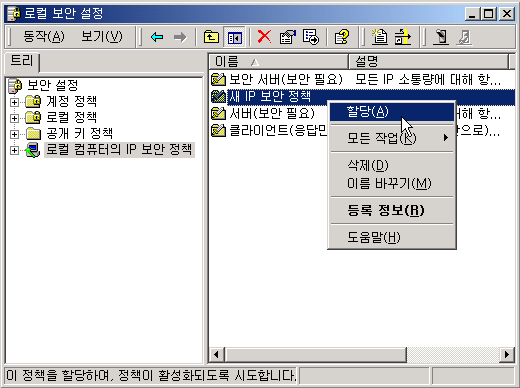 로컬 보안 설정
동작(A) 보기(V)
트리
보안 설정
계정 정책
로컬 정책
공개 키 정책
로컬 컴퓨터의 IP 보안 정책
이름 설명
보안 서버(보안 필요) 모든 IP 소통량에 대해 항...
새 IP 보안 정책
서버(보안 필요) 대해 항...
클라이언트(응답만 으로)...
할당(A)
모든 작업(K)
삭제(D)
이름 바꾸기(M)
등록 정보(R)
도움말(H)
이 정책을 할당하여, 정책이 활성화되도록 시도합니다.